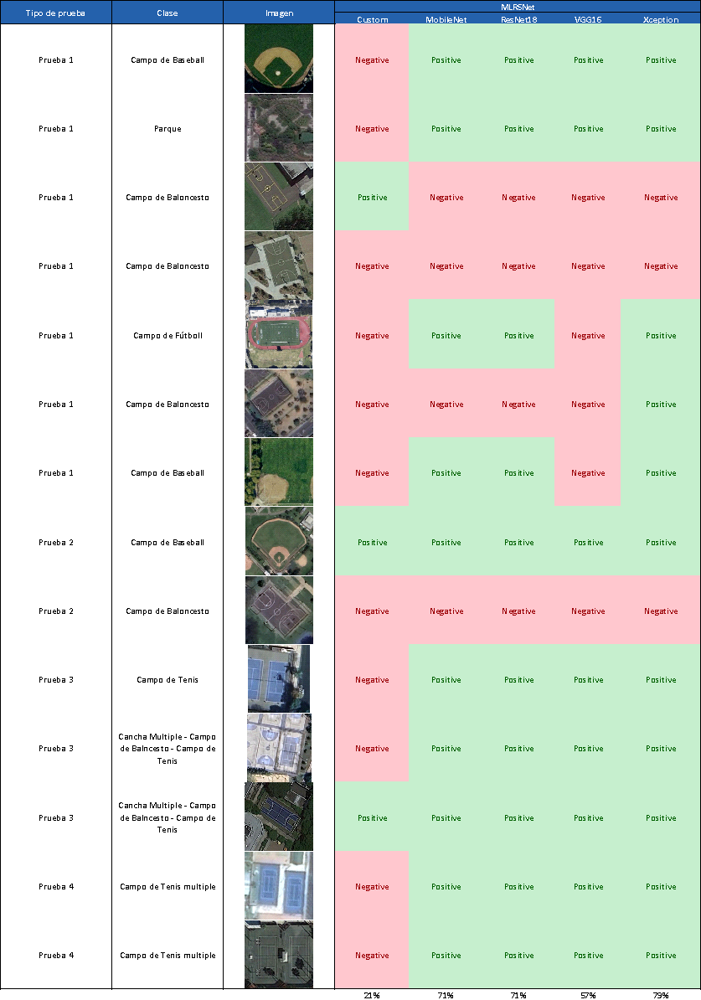 MLRSNet
Tipo de prueba Clase Imagen Custom MobileNet ResNet18 VGG16 Xception
Prueba 1 Campo de Baseball Negative Positive Positive Positive Positive
Prueba 1 Parque Negative Positive Positive Positive Positive
Prueba 1 Campo de Baloncesto Positive Negative Negative Negative Negative
Prueba 1 Campo de Baloncesto Negative Negative Negative Negative Negative
Prueba 1 Campo de Fútboll Negative Positive Positive Negative Positive
Prueba 1 Campo de Baloncesto Negative Negative Negative Negative Positive
Prueba 1 Campo de Baseball Negative Positive Positive Negative Positive
Prueba 2 Campo de Baseball Positive Positive Positive Positive Positive
Prueba 2 Campo de Baloncesto Negative Negative Negative Negative Negative
Prueba 3 Campo de Tenis Negative Positive Positive Positive Positive
Cancha Multiple - Campo
Prueba 3 de Balncesto - Campo de Negative Positive Positive Positive Positive
Tenis
Cancha Multiple - Campo
Prueba 3 de Balncesto - Campo de Positive Positive Positive Positive Positive
Tenis
Prueba 4 Campo de Tenis multiple Negative Positive Positive Positive Positive
Prueba 4 Campo de Tenis multiple Negative Positive Positive Positive Positive
21% 71% 71% 57% 79%